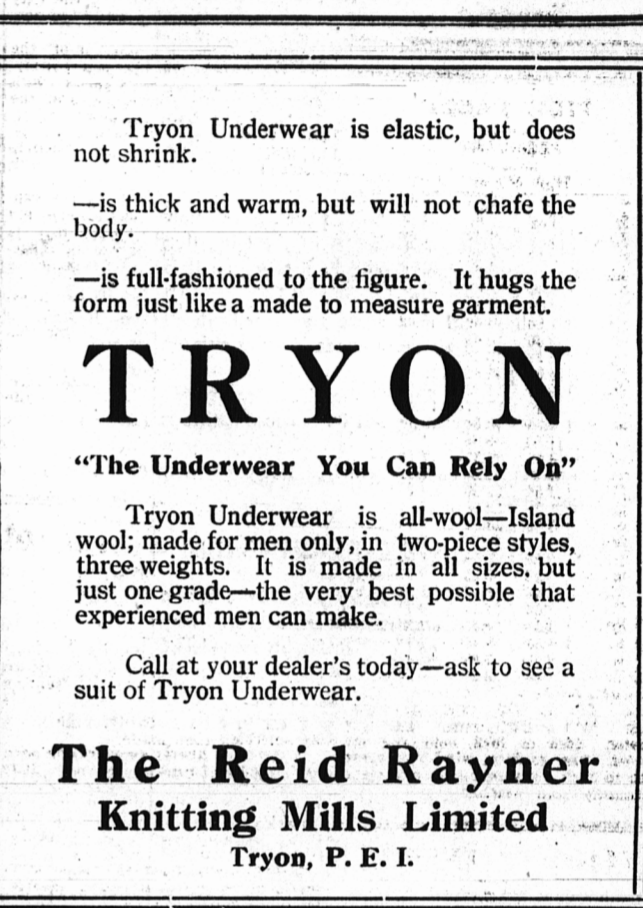 Tryon Underwear is elastic, but does
not shrink.
—is thick and warm, but will not chafe the
body.
—is full-fashioned to the figure. It hugs the
form just like a made to measure garment.
TRYON
“The Underwear You Can Rely On”
Tryon Underwear is all-wool—Island
wool; made for men only, in two-piece styles,
three weights. It is made in all sizes, but
just one grade—the very best possible that
experienced men can make.
Call at your dealer’s today—ask to see a
suit of Tryon Underwear.
The Reid Rayner
Knitting Mills Limited
Tryon, P. E. I.